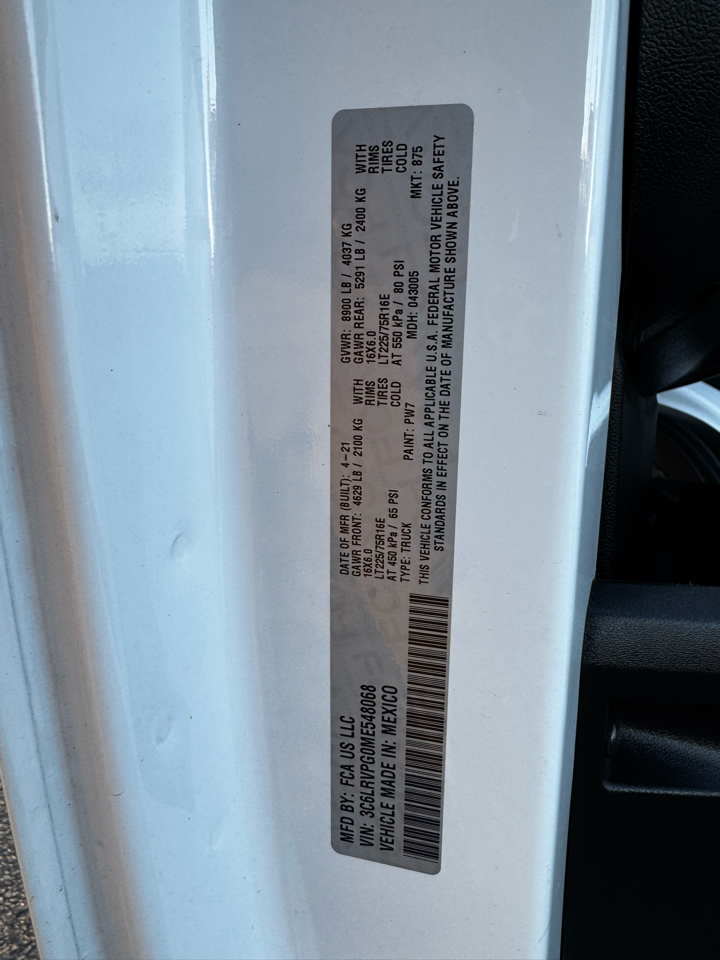 MFD BY: FCA US LLC
VIN: 3C6LRVPG0ME548068
VEHICLE MADE IN: MEXICO
DATE OF MFR (BUILT): 4-21
GAWR FRONT: 4629 LB / 2100 KG WITH
16X6.0 RIMS
LT225/75R16E TIRES
AT 450 kPa / 65 PSI COLD
GVWR: 8900 LB / 4037 KG
GAWR REAR: 5291 LB / 2400 KG WITH
16X6.0 RIMS
LT225/75R16E TIRES
AT 550 kPa / 80 PSI COLD
TYPE: TRUCK PAINT: PW7 MDH: 043005 MKT: 875
THIS VEHICLE CONFORMS TO ALL APPLICABLE U.S.A. FEDERAL MOTOR VEHICLE SAFETY
STANDARDS IN EFFECT ON THE DATE OF MANUFACTURE SHOWN ABOVE.